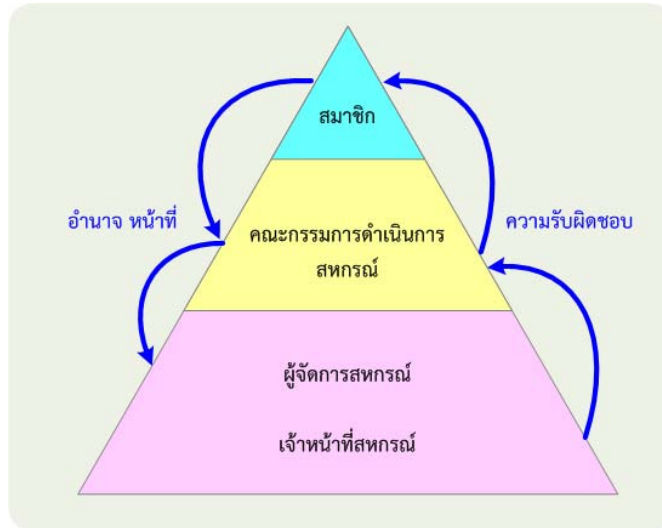 สมาชิก
อำนาจ หน้าที่
ความรับผิดชอบ
คณะกรรมการดำเนินการ
สหกรณ์
ผู้จัดการสหกรณ์
เจ้าหน้าที่สหกรณ์